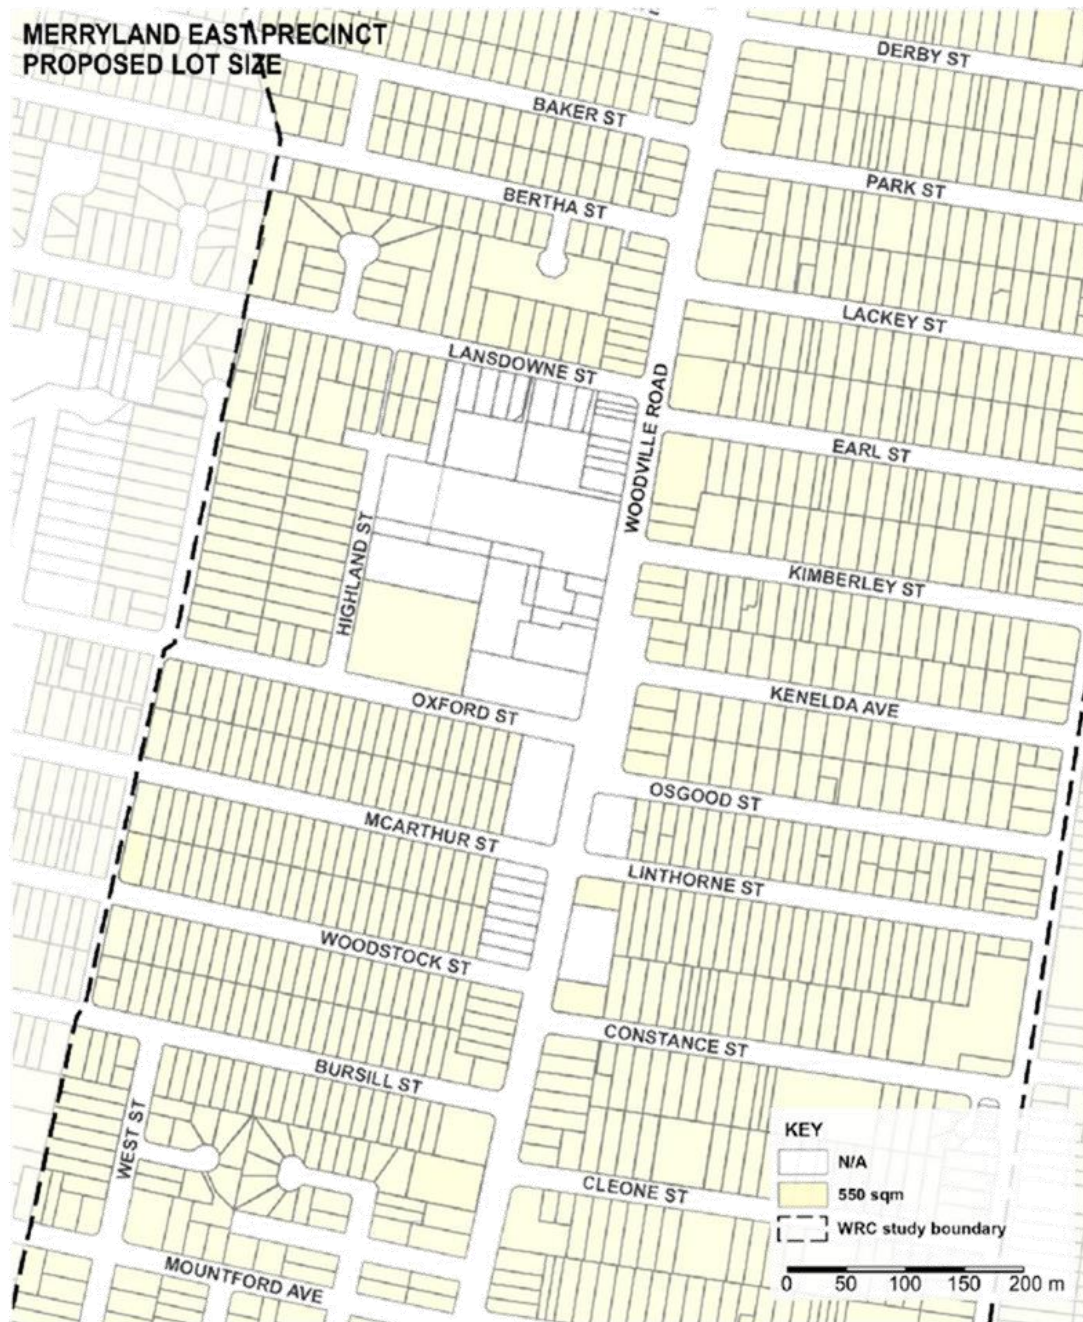 MERRYLAND EAST PRECINCT
PROPOSED LOT SIZE
DERBY ST
BAKER ST
PARK ST
BERTHA ST
LACKEY ST
LANSDOWNE ST
WOODVILLE ROAD
EARL ST
HIGHLAND ST
KIMBERLEY ST
OXFORD ST
KENELDA AVE
OSGOOD ST
MCARTHUR ST
LINTHORNE ST
WOODSTOCK ST
CONSTANCE ST
BURSILL ST
WEST ST
CLEONE ST
MOUNTFORD AVE
KEY
N/A
550 sqm
WRC study boundary
0 50 100 150 200 m